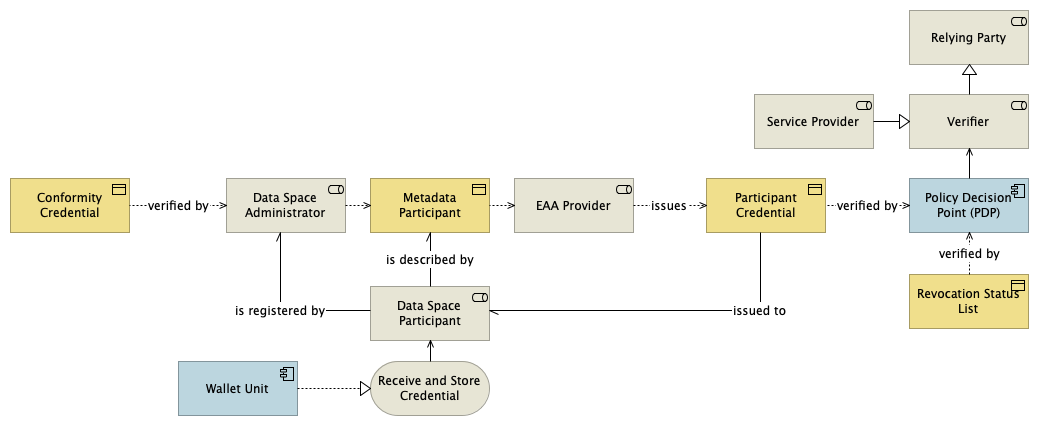 Relying Party
Service Provider
Verifier
Conformity
Credential
verified by
Data Space
Administrator
Metadata
Participant
EAA Provider
issues
Participant
Credential
verified by
Policy Decision
Point (PDP)
is described by
verified by
Data Space
Participant
is registered by
issued to
Revocation Status
List
Wallet Unit
Receive and Store
Credential